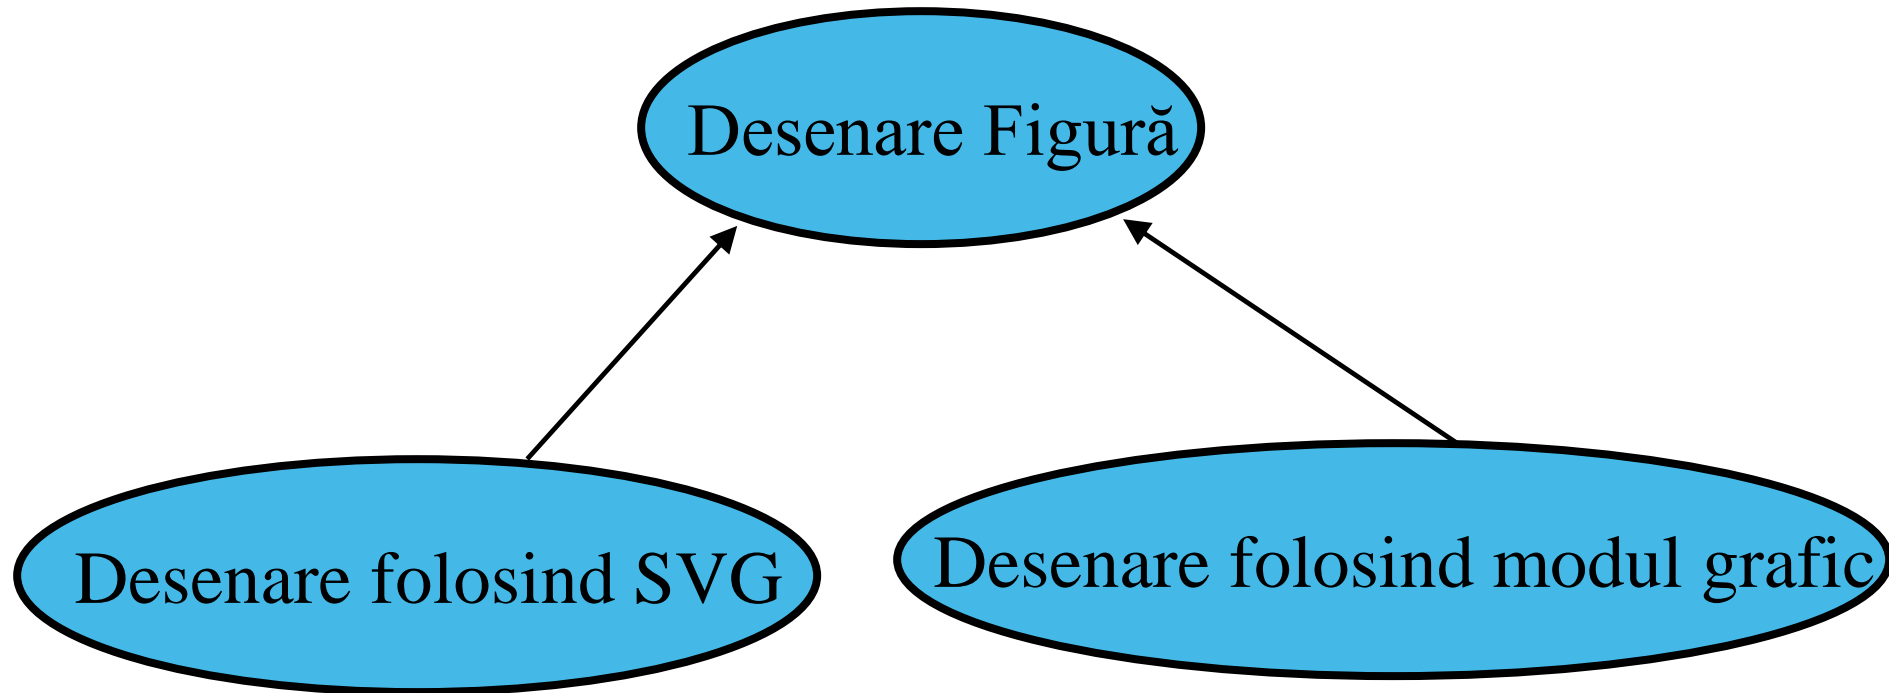 Desenare Figură
Desenare folosind SVG
Desenare folosind modul grafic